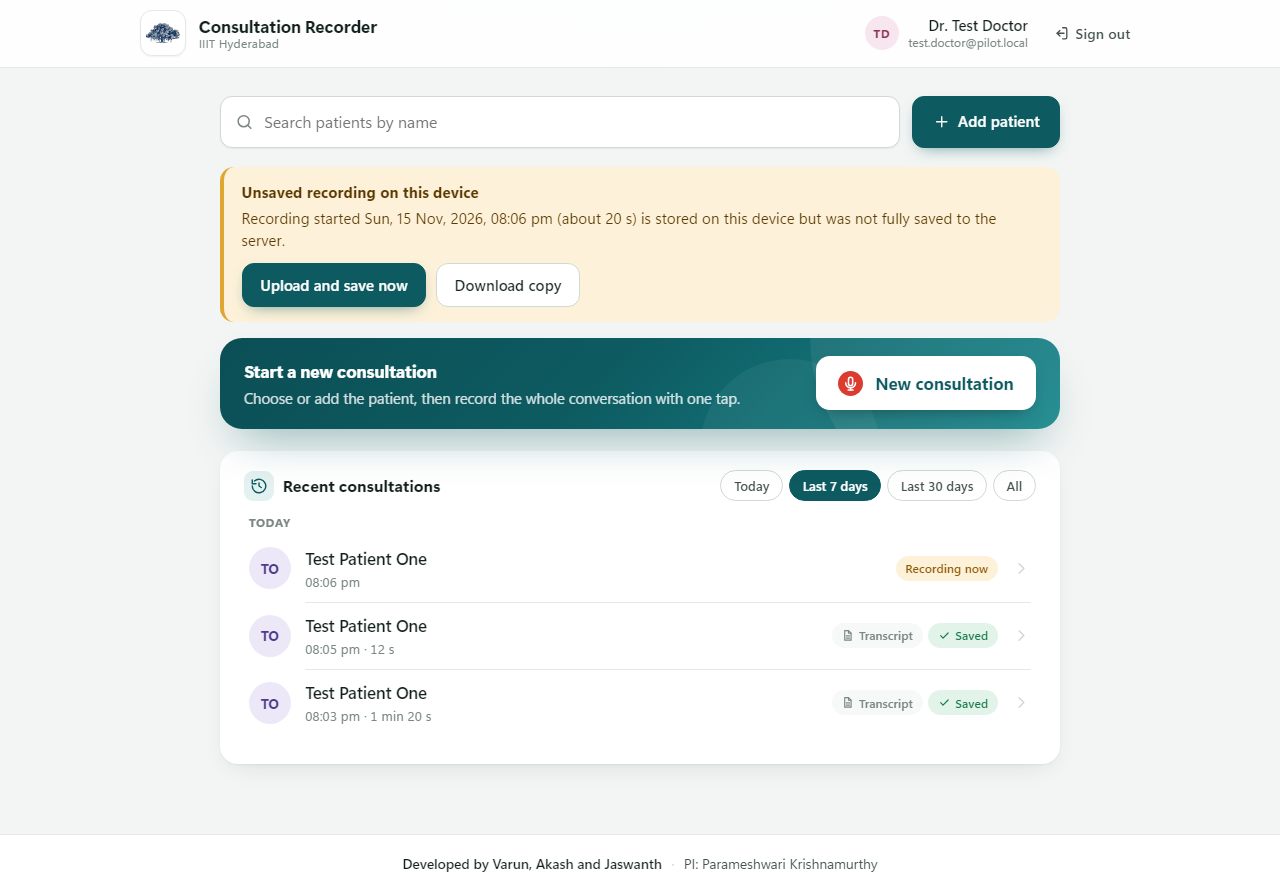 Consultation Recorder
IIIT Hyderabad
TD
Dr. Test Doctor
test.doctor@pilot.local
Sign out
Search patients by name
Add patient
Unsaved recording on this device
Recording started Sun, 15 Nov, 2026, 08:06 pm (about 20 s) is stored on this device but was not fully saved to the
server.
Upload and save now
Download copy
Start a new consultation
Choose or add the patient, then record the whole conversation with one tap.
New consultation
Recent consultations
Today
Last 7 days
Last 30 days
All
TODAY
TO
Test Patient One
08:06 pm
Recording now
TO
Test Patient One
08:05 pm · 12 s
Transcript
Saved
TO
Test Patient One
08:03 pm · 1 min 20 s
Transcript
Saved
Developed by Varun, Akash and Jaswanth · PI: Parameshwari Krishnamurthy